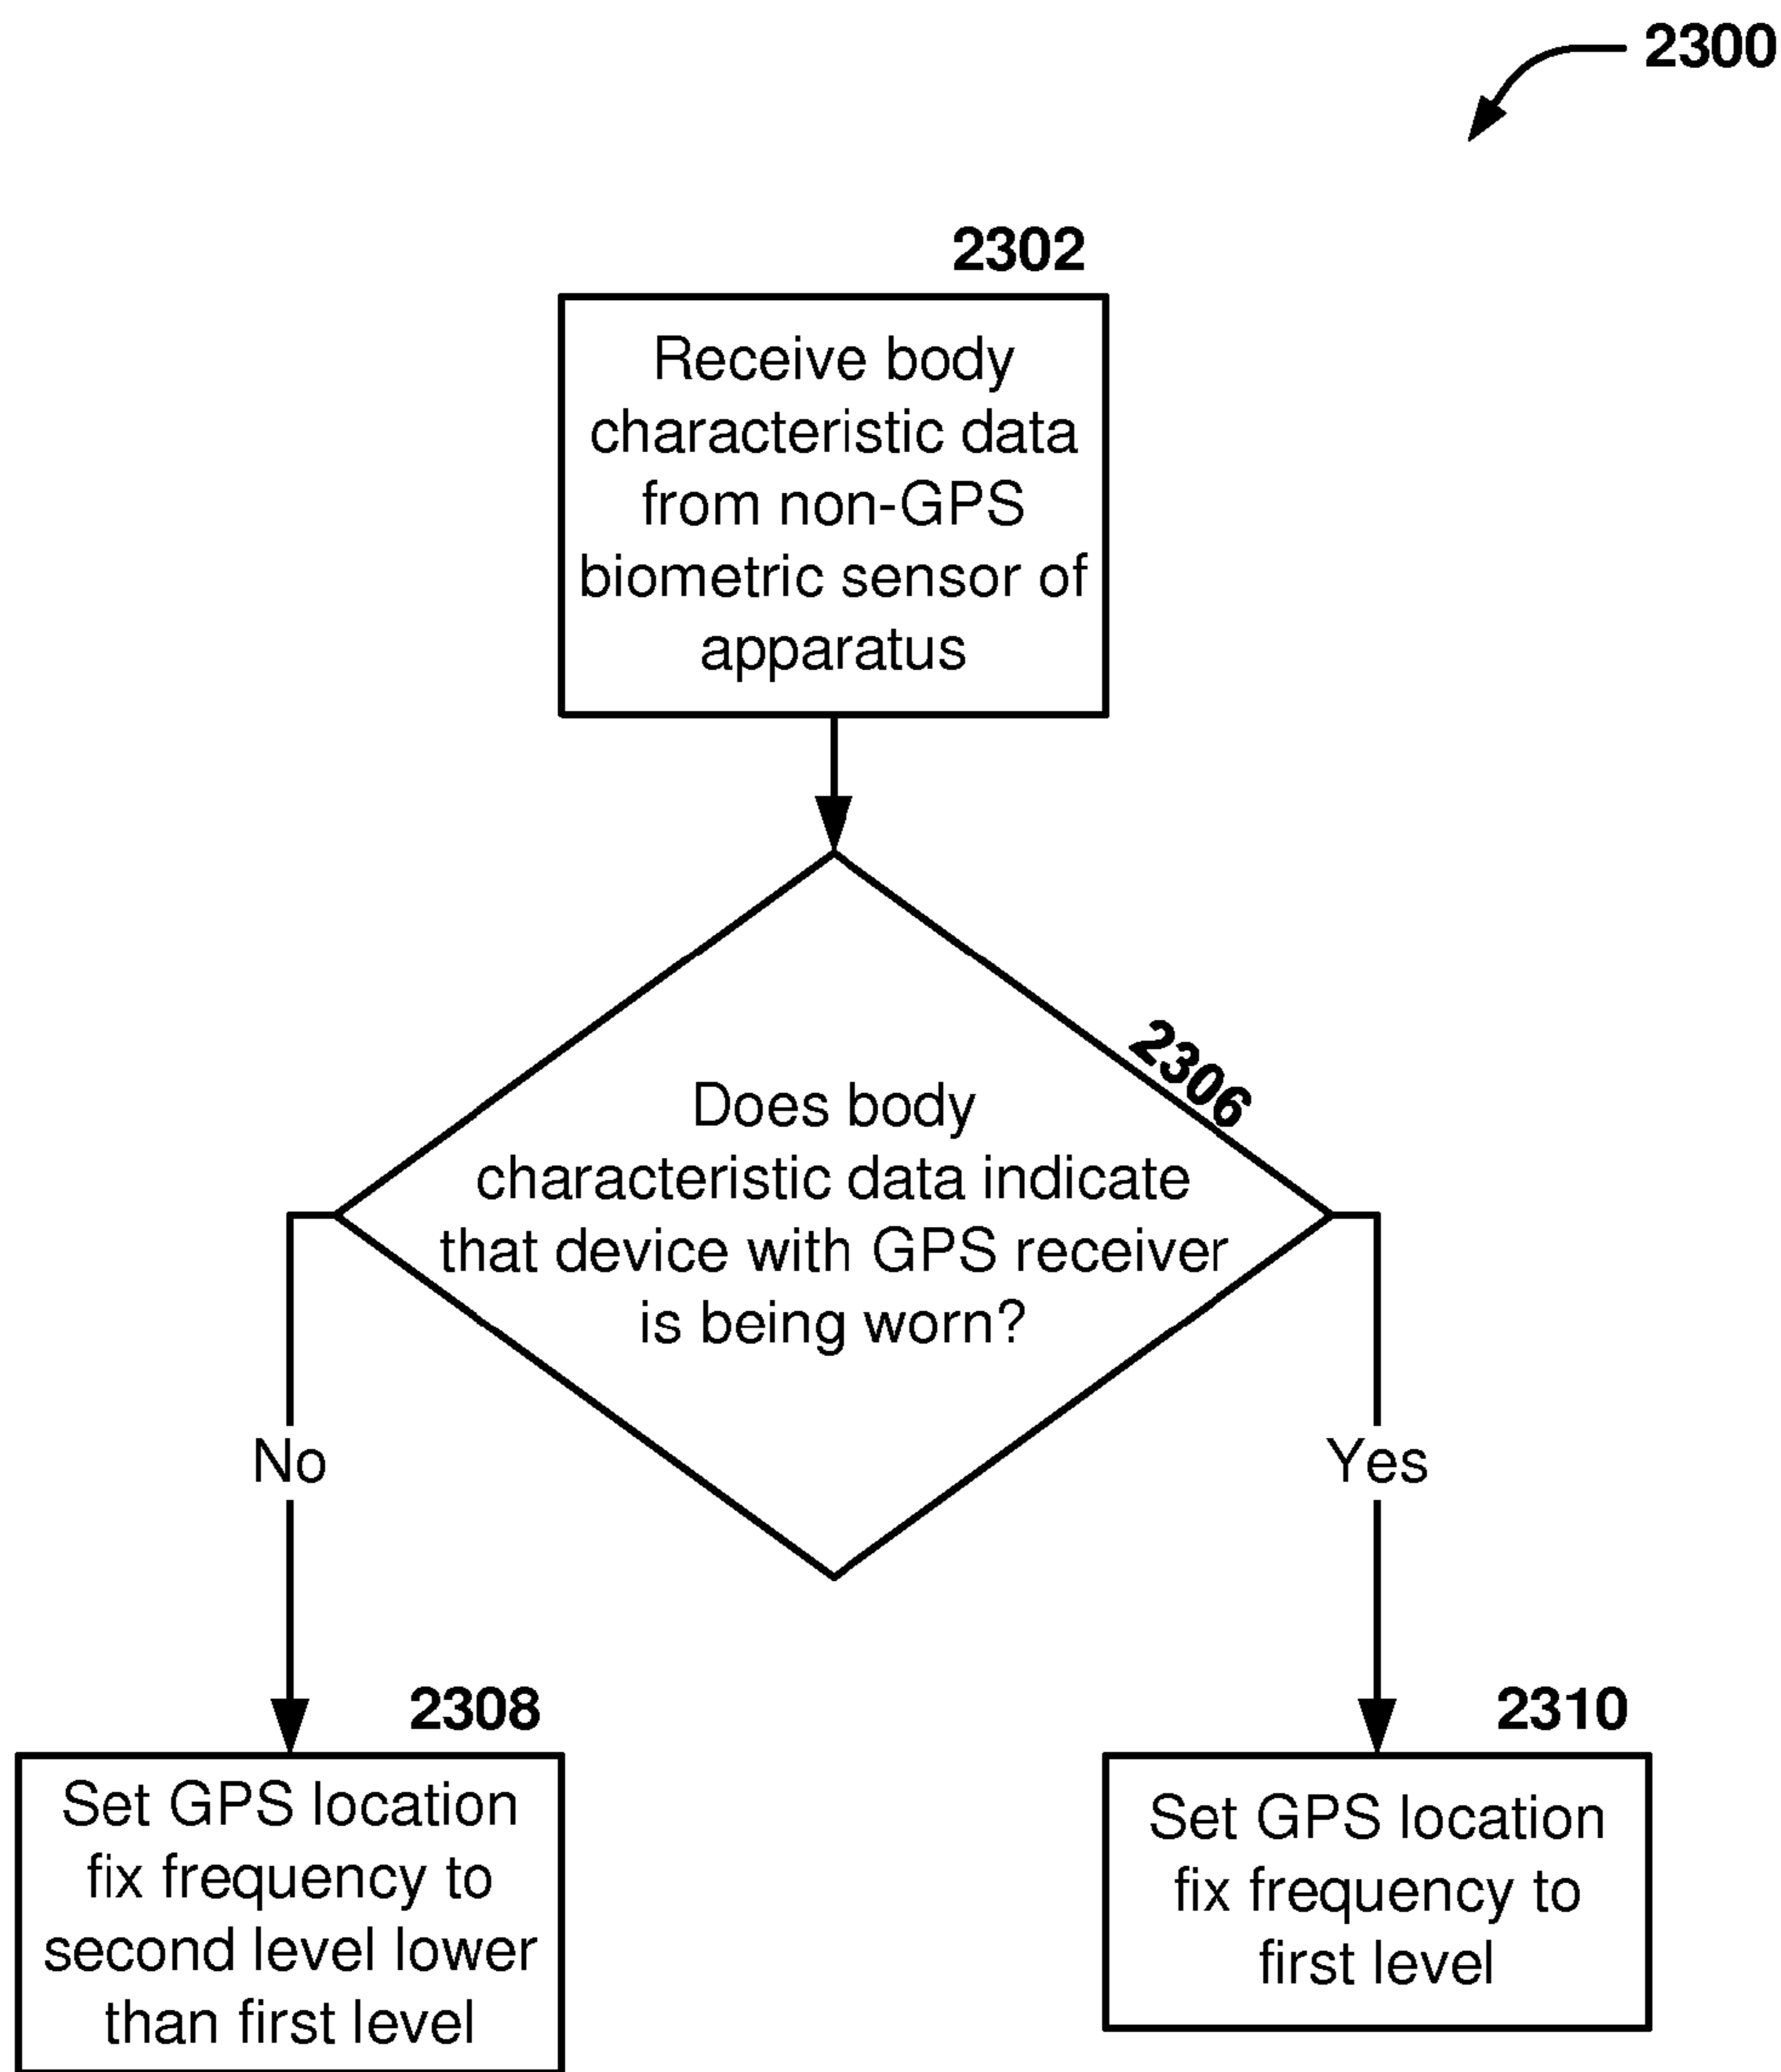 2300
2302
Receive body
characteristic data
from non-GPS
biometric sensor of
apparatus
2306
Does body
characteristic data indicate
that device with GPS receiver
is being worn?
No
Yes
2308
Set GPS location
fix frequency to
second level lower
than first level
2310
Set GPS location
fix frequency to
first level